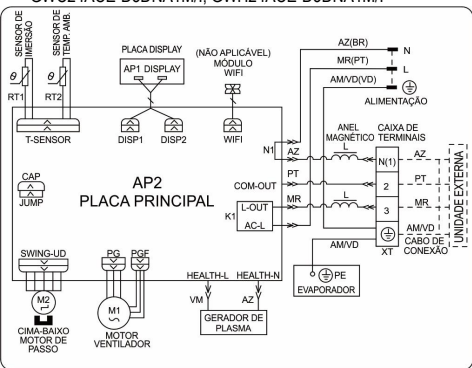 SENSOR DE
IMERSÃO
SENSOR DE
TEMP. AMB.
PLACA DISPLAY
AP1 DISPLAY
(NÃO APLICÁVEL)
MÓDULO
WIFI
AZ(BR)
N
MR(PT)
L
AM/VD(VD)
ALIMENTAÇÃO
RT1
RT2
T-SENSOR
DISP1
DISP2
WIFI
N1
AZ
ANEL
MAGNÉTICO
CAIXA DE
TERMINAIS
L
N(1)
AZ
CAP
JUMP
AP2
PLACA PRINCIPAL
COM-OUT
PT
2
PT
K1
L-OUT
AC-L
MR
L
3
MR
UNIDADE EXTERNA
AM/VD
XT
CABO DE
CONEXÃO
AM/VD
PE
EVAPORADOR
SWING-UD
PG
PGF
HEALTH-L
HEALTH-N
VM
AZ
GERADOR DE
PLASMA
M2
M1
CIMA-BAIXO
MOTOR DE
PASSO
MOTOR
VENTILADOR